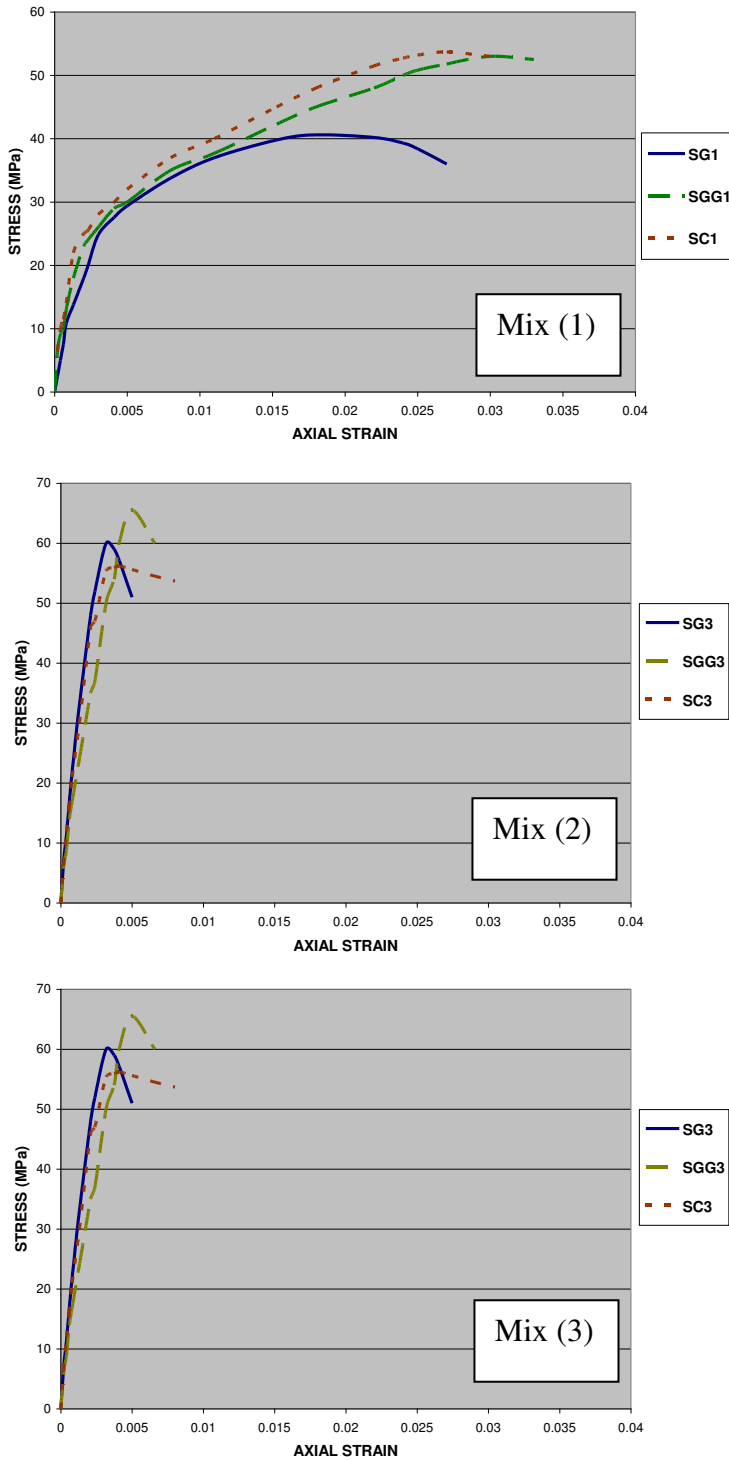 60
50
40
30
20
10
0
STRESS (MPa)
0
0.005
0.01
0.015
0.02
0.025
0.03
0.035
0.04
AXIAL STRAIN
SG1
SGG1
SC1
Mix (1)
70
60
50
40
30
20
10
0
STRESS (MPa)
0
0.005
0.01
0.015
0.02
0.025
0.03
0.035
0.04
AXIAL STRAIN
SG3
SGG3
SC3
Mix (2)
70
60
50
40
30
20
10
0
STRESS (MPa)
0
0.005
0.01
0.015
0.02
0.025
0.03
0.035
0.04
AXIAL STRAIN
SG3
SGG3
SC3
Mix (3)